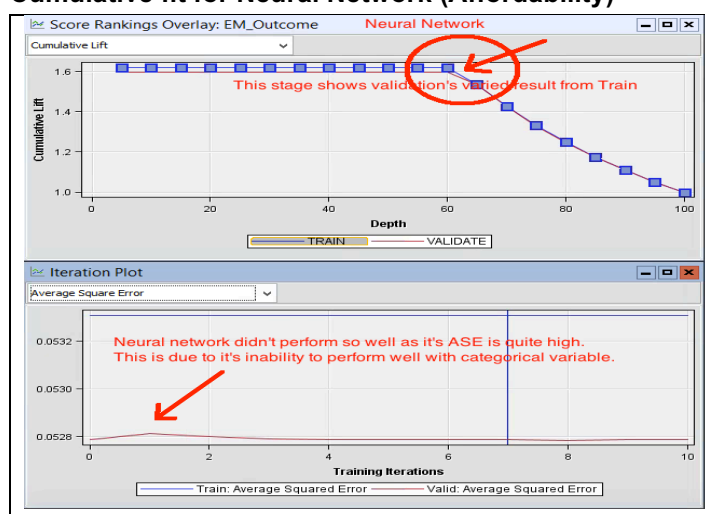 Cumulative fit for Neural Network (Affordability)
Score Rankings Overlay: EM_Outcome Neural Network
Cumulative Lift
This stage shows validation's varied result from Train
Cumulative Lift
1.6
1.4
1.2
1.0
0 20 40 60 80 100
Depth
TRAIN VALIDATE
Iteration Plot
Average Square Error
Neural network didn't perform so well as it's ASE is quite high.
This is due to it's inability to perform well with categorical variable.
0.0532
0.0530
0.0528
0 2 4 6 8 10
Training Iterations
Train: Average Squared Error Valid: Average Squared Error